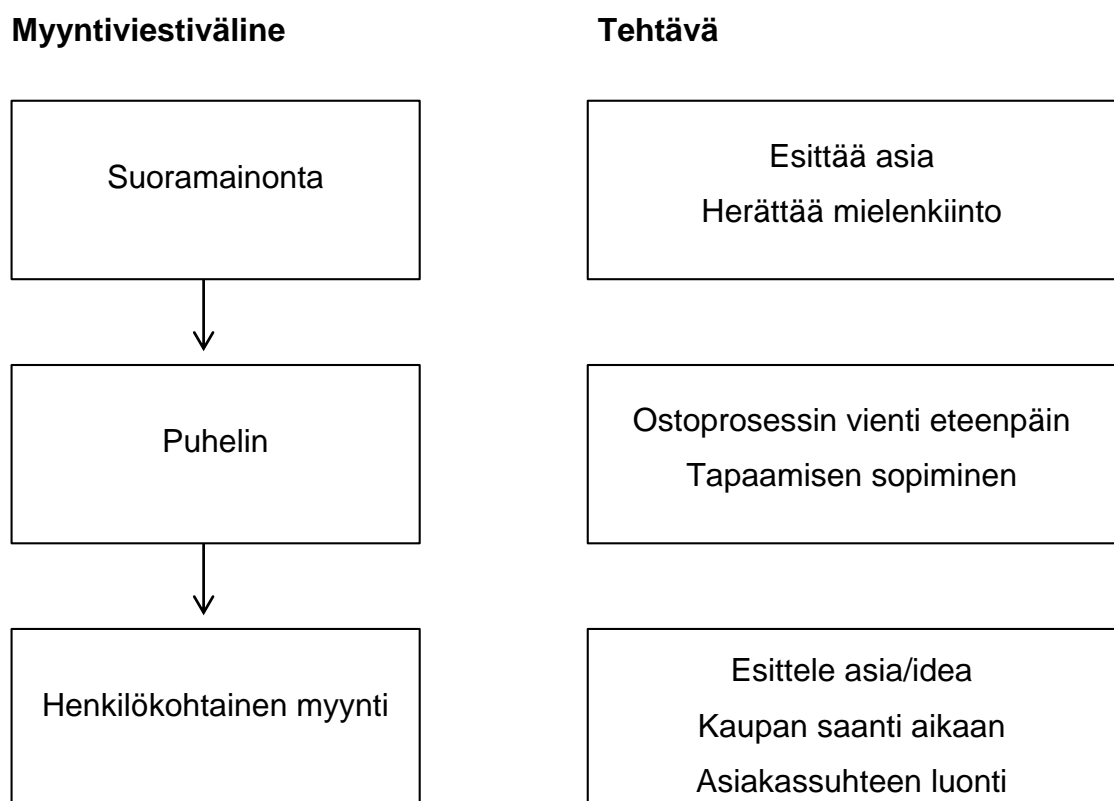 Myyntiviestiväline
Tehtävä
Suoramainonta
Esittää asia
Herättää mielenkiinto
Puhelin
Ostoprosessin vienti eteenpäin
Tapaamisen sopiminen
Henkilökohtainen myynti
Esittele asia/idea
Kaupan saanti aikaan
Asiakassuhteen luonti